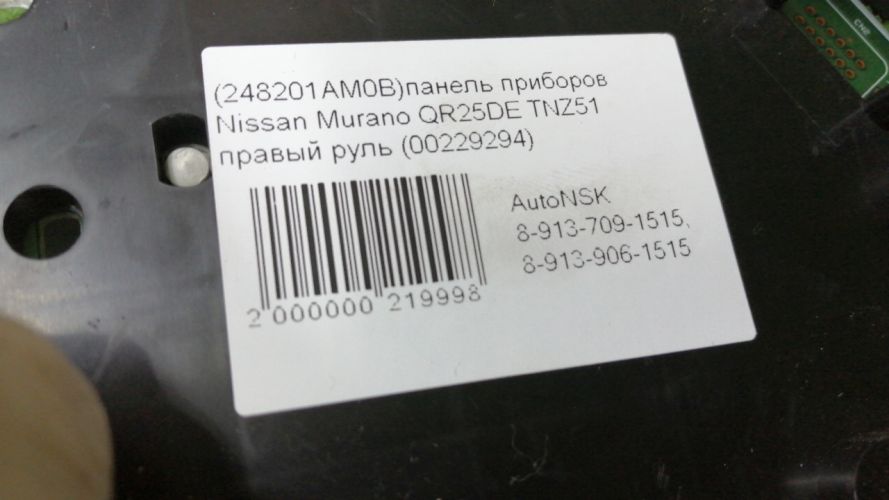 (248201AM0B)панель приборов
Nissan Murano QR25DE TNZ51
правый руль (00229294)
AutoNSK
8-913-709-1515,
8-913-906-1515
2 000000 219998
CN2